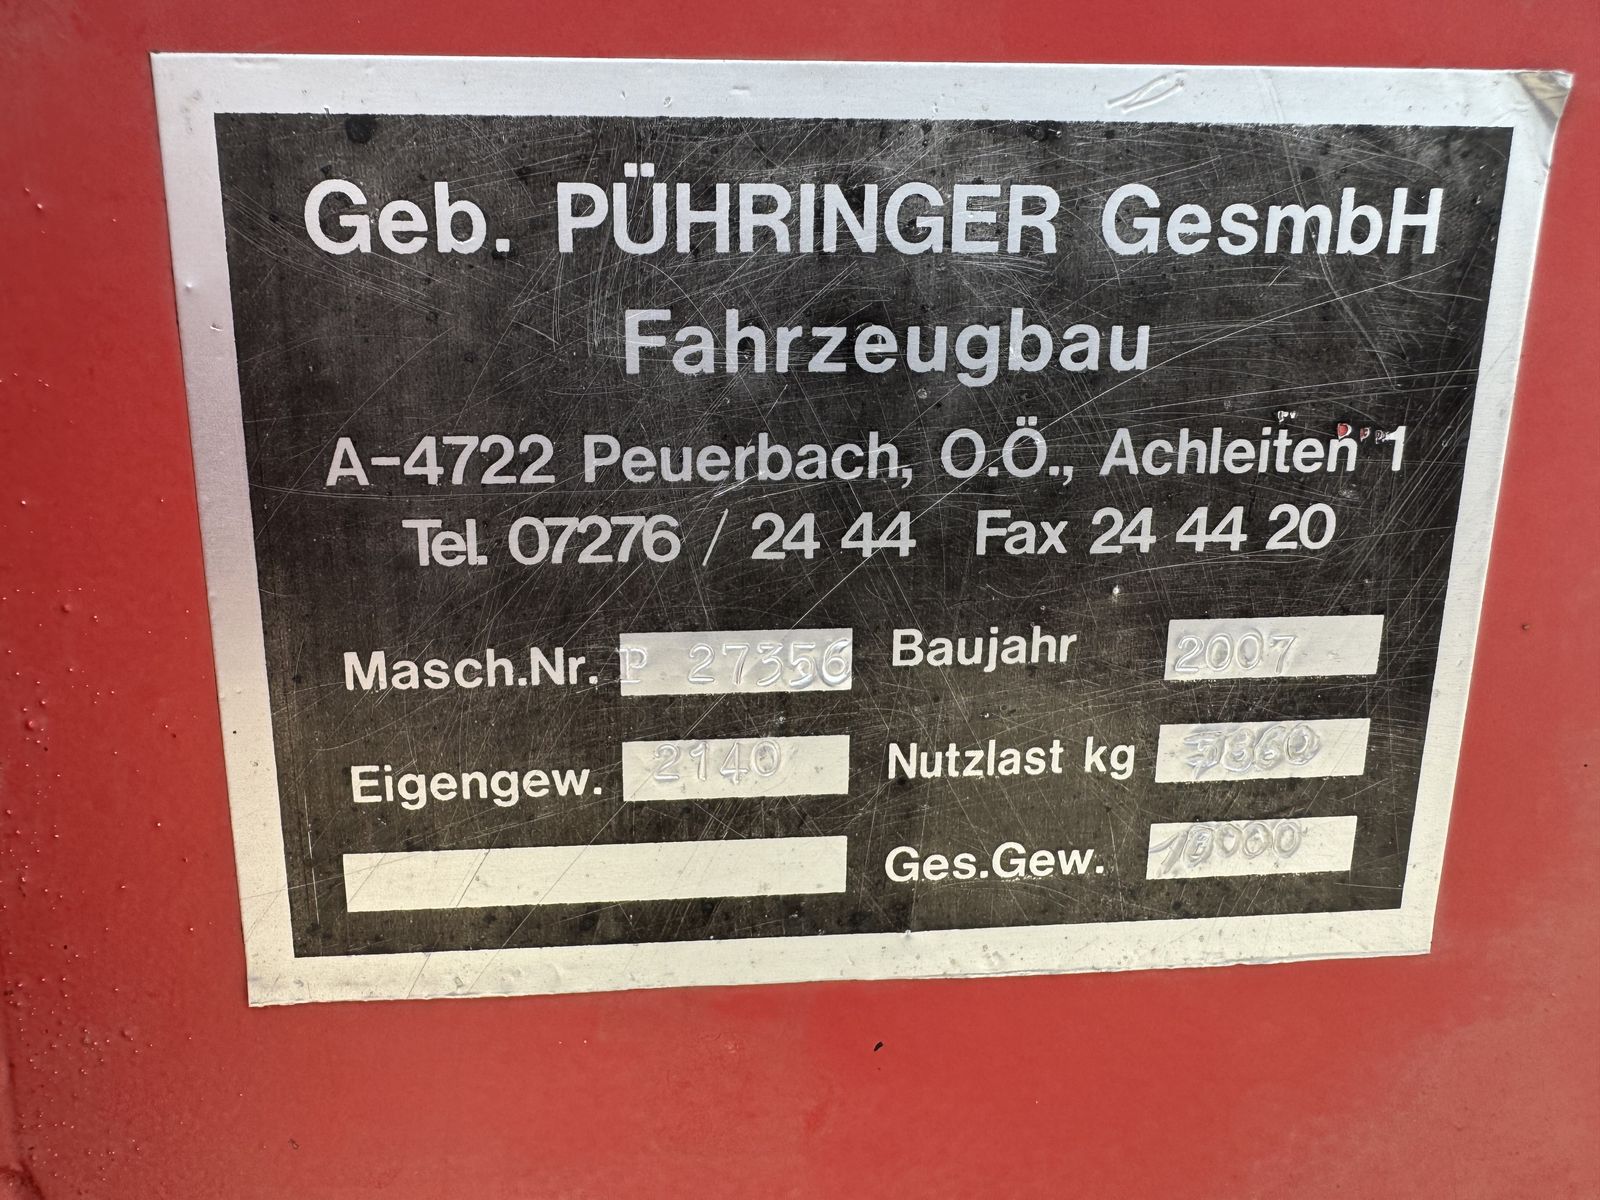 Geb. PÜHRINGER GesmbH
Fahrzeugbau
A-4722 Peuerbach, O.Ö., Achleiten 1
Tel. 07276 / 24 44 Fax 24 44 20
Masch.Nr. P 27356 Baujahr 2007
Eigengew. 2140 Nutzlast kg
Ges.Gew.